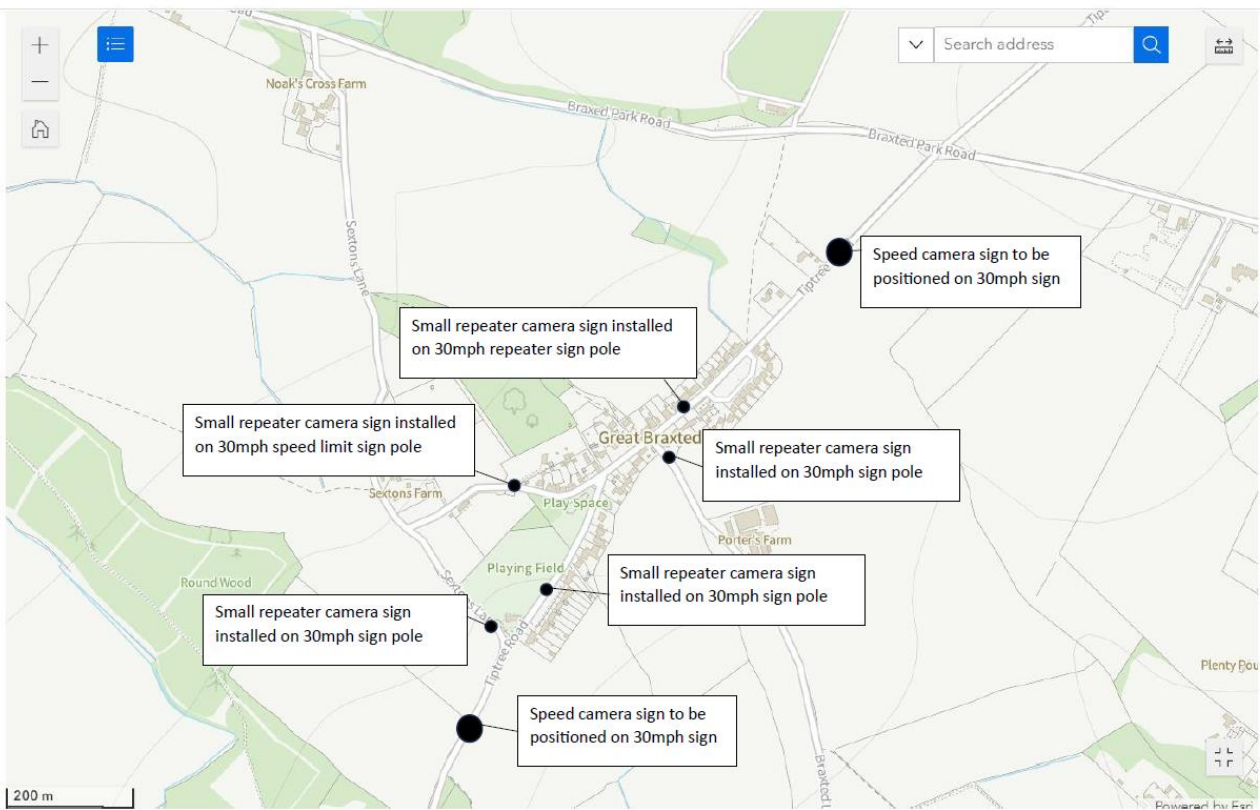 Search address
Noak's Cross Farm
Braxted Park Road
Braxted Park Road
Sextons Lane
Tiptree
Speed camera sign to be
positioned on 30mph sign
Small repeater camera sign installed
on 30mph repeater sign pole
Small repeater camera sign installed
on 30mph speed limit sign pole
Great Braxted
Small repeater camera sign
installed on 30mph sign pole
Sextons Farm
Play Space
Porter's Farm
Playing Field
Small repeater camera sign
installed on 30mph sign pole
Round Wood
Sextons Lane
Small repeater camera sign
installed on 30mph sign pole
Tiptree Road
Plenty Pou
Speed camera sign to be
positioned on 30mph sign
Braxted L
200 m
Powered by Esri